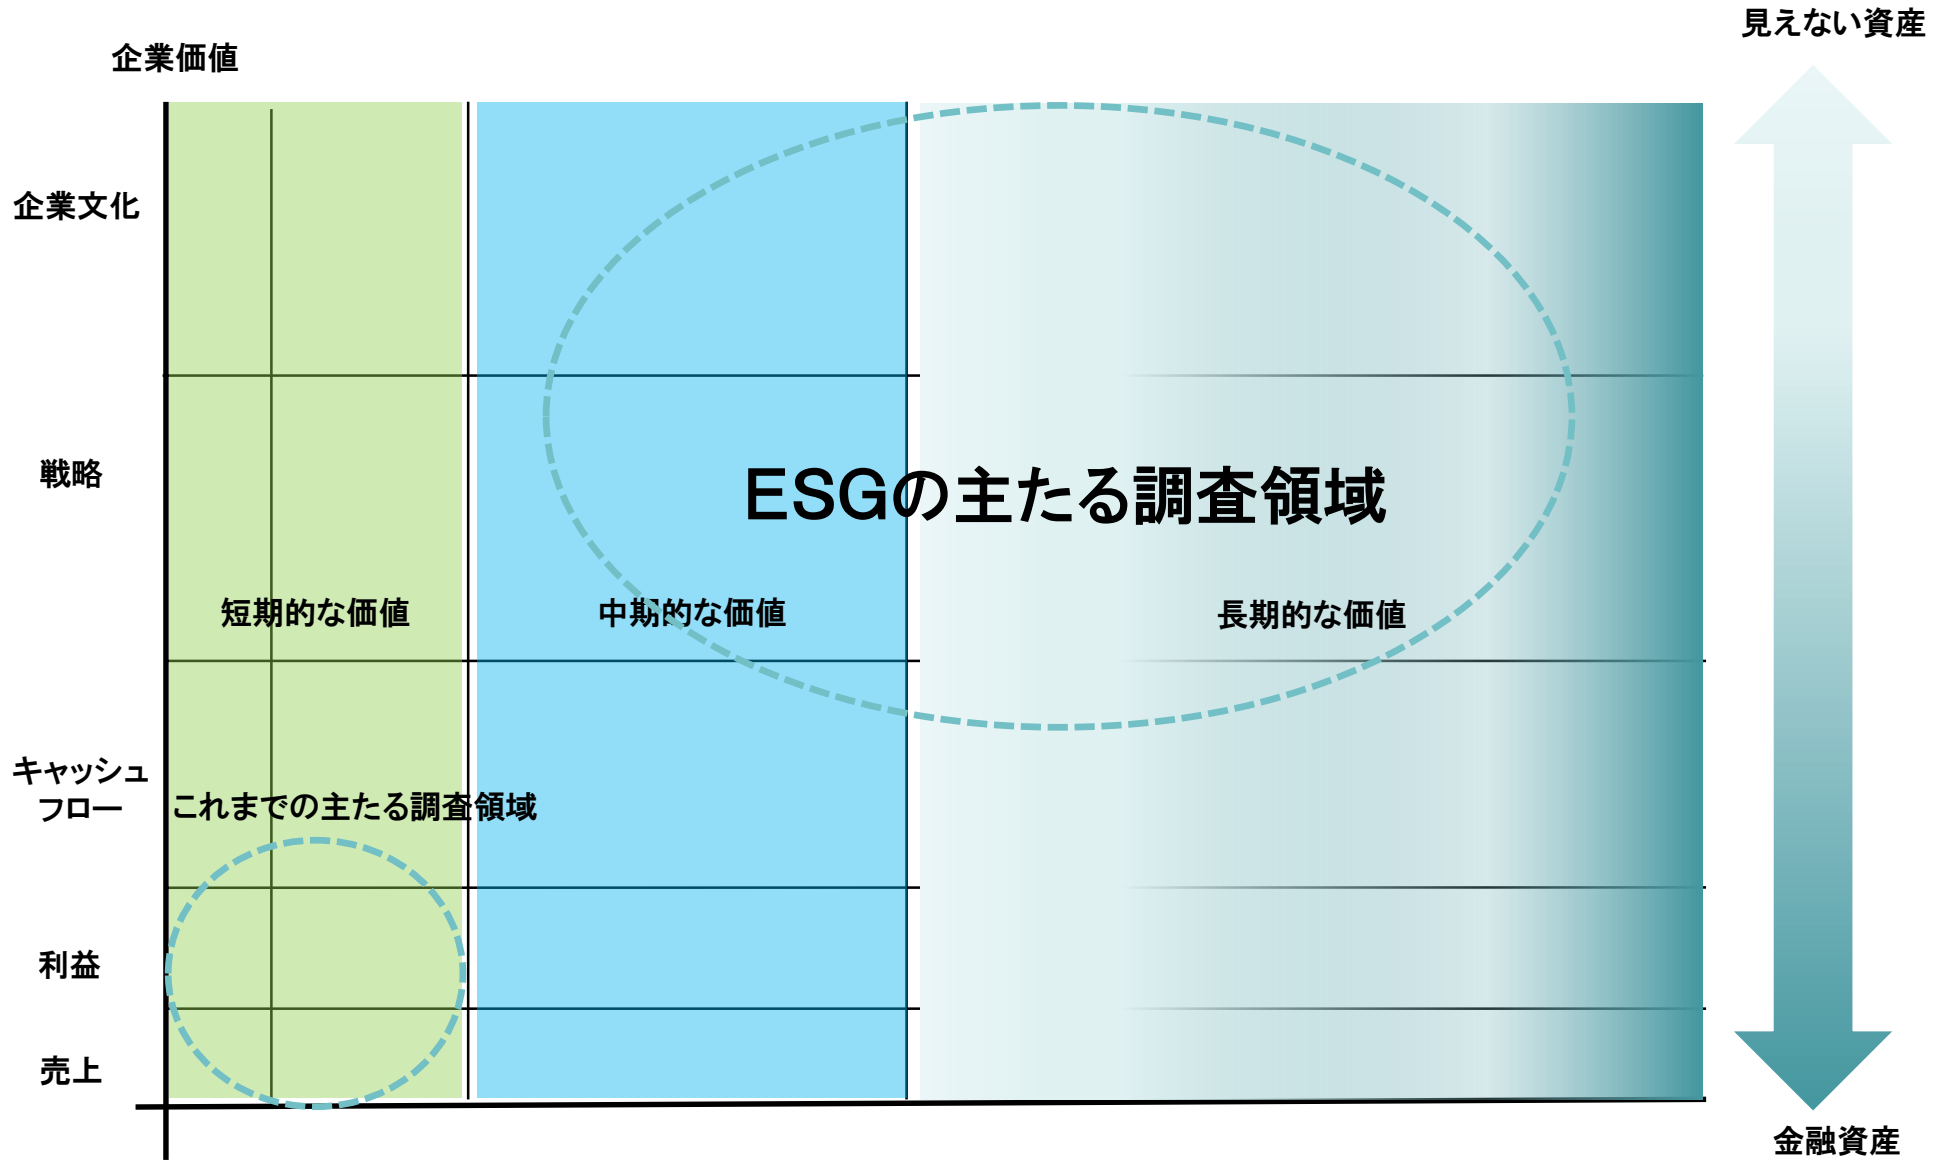 見えない資産
企業価値
企業文化
戦略
ESGの主たる調査領域
短期的な価値
中期的な価値
長期的な価値
キャッシュ
フロー
これまでの主たる調査領域
利益
売上
金融資産